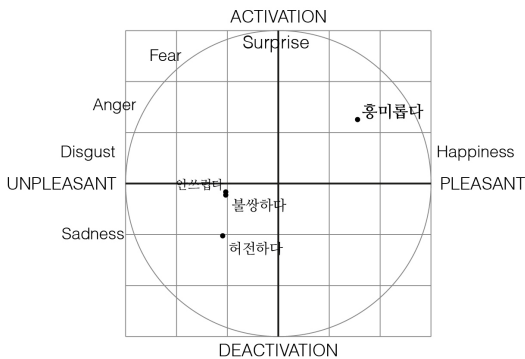 ACTIVATION
Surprise
Fear
Anger
흥미롭다
Disgust
Happiness
UNPLEASANT
안쓰럽다
PLEASANT
불쌍하다
Sadness
허전하다
DEACTIVATION